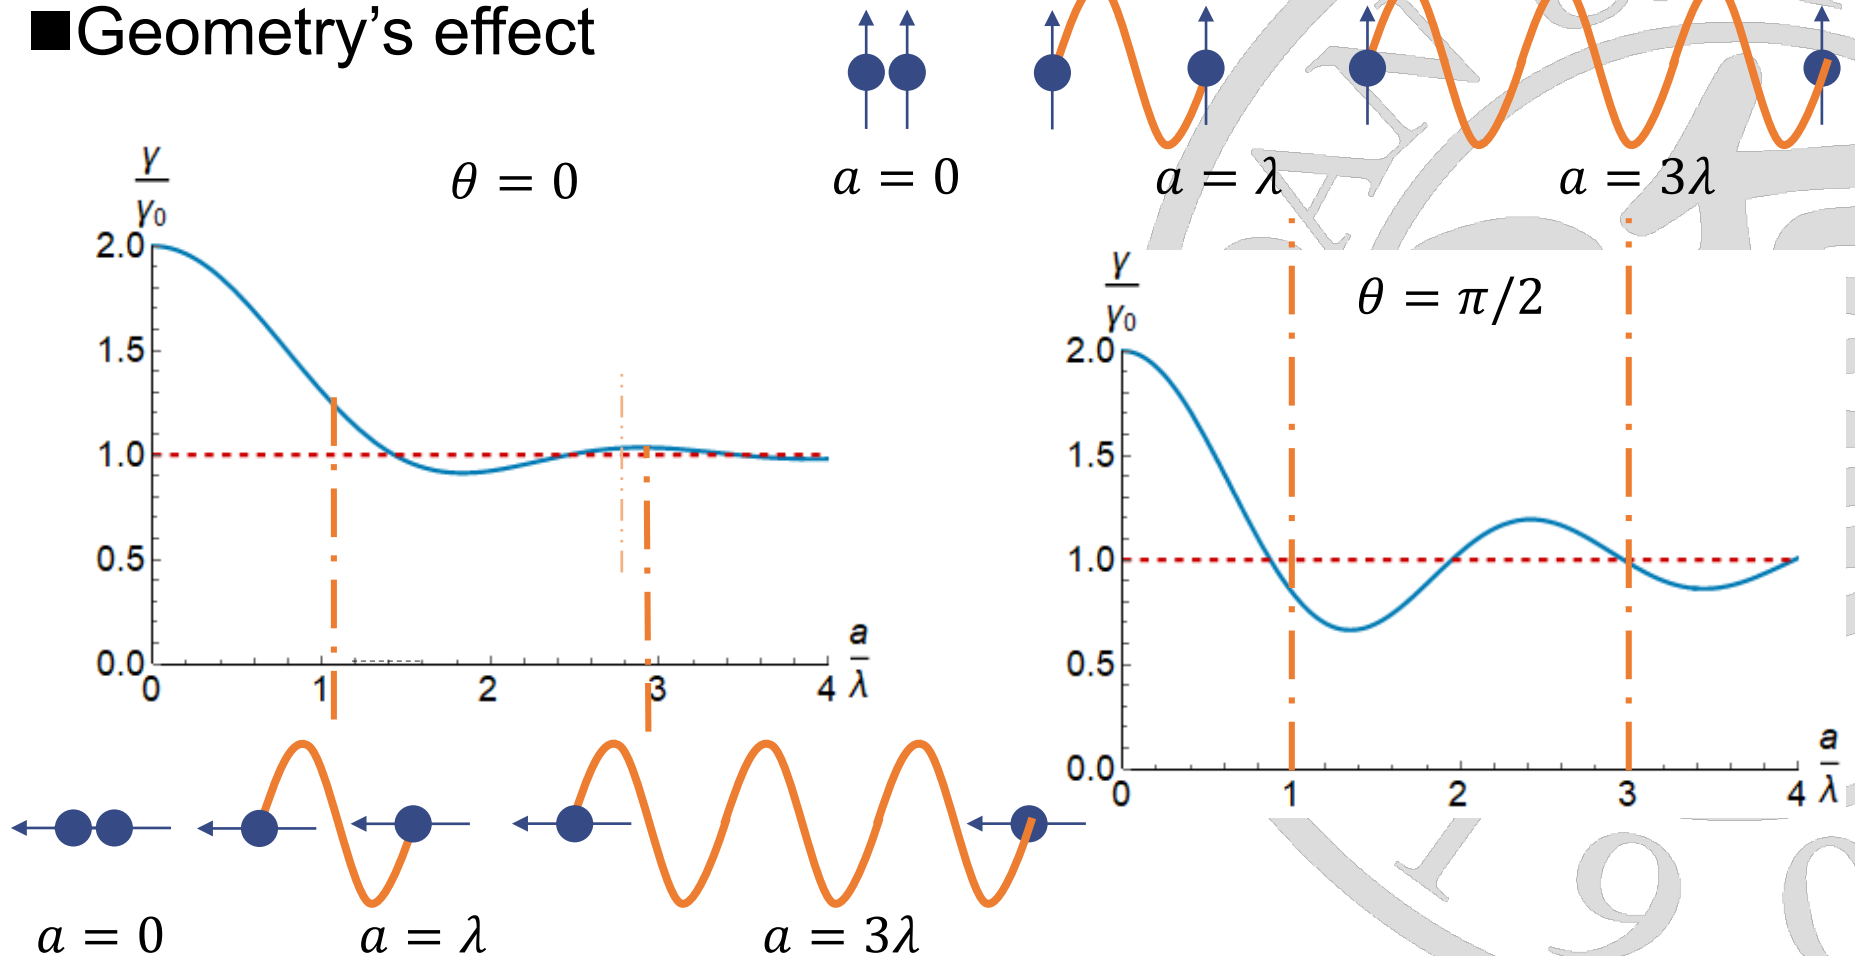 ■Geometry’s effect
a = 0
a = λ
a = 3λ
γ
γ0
θ = 0
2.0
1.5
1.0
0.5
0.0
0
1
2
3
4
a
λ
γ
γ0
θ = π/2
2.0
1.5
1.0
0.5
0.0
0
1
2
3
4
a
λ
a = 0
a = λ
a = 3λ